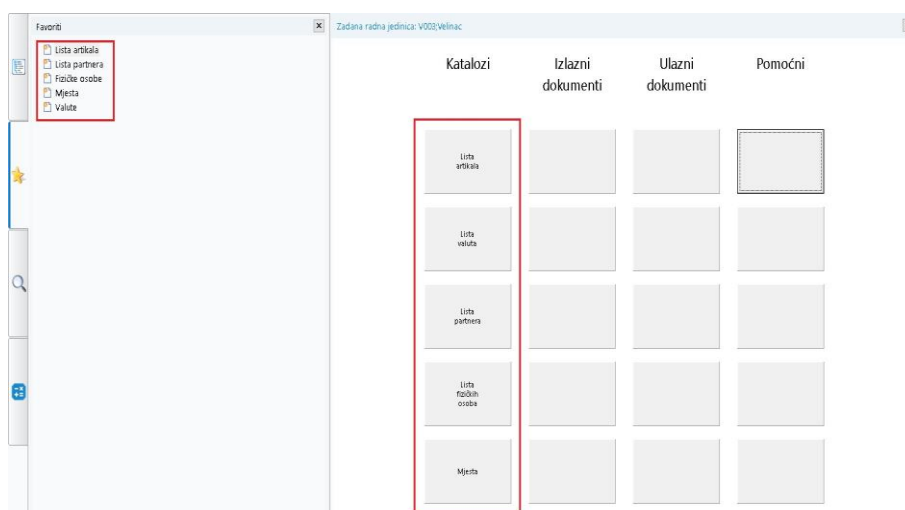 Favoriti
Lista artikala
Lista partnera
Fizičke osobe
Mjesta
Valute
Zadana radna jedinica: V003;Velinac
Katalozi
Izlazni
dokumenti
Ulazni
dokumenti
Pomoćni
Lista
artikala
Lista
valuta
Lista
partnera
Lista
fizičkih
osoba
Mjesta